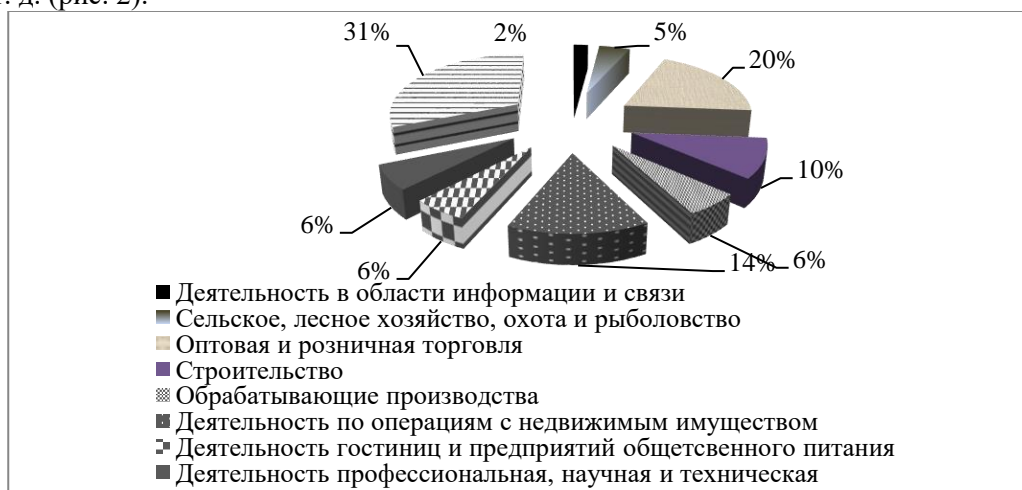 т. д. (рис. 2).
31% 2% 5%
20%
10%
6% 14% 6%
6%
Деятельность в области информации и связи
Сельское, лесное хозяйство, охота и рыболовство
Оптовая и розничная торговля
Строительство
Обрабатывающие производства
Деятельность по операциям с недвижимым имуществом
Деятельность гостиниц и предприятий общетсвенного питания
Деятельность профессиональная, научная и техническая